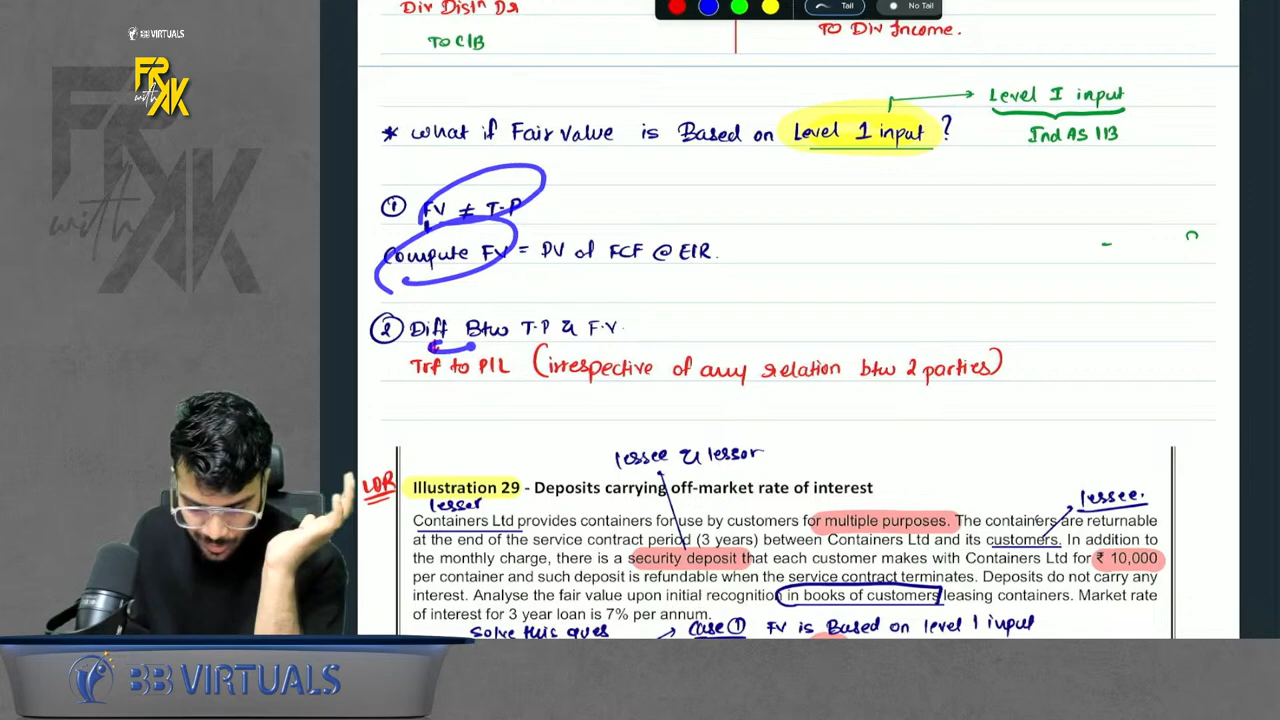 Div Distn Dr
To C/B
To Div Income.
Tail
No Tail
BB VIRTUALS
FR with KK
* What if Fair value is Based on Level 1 input ?
Level I input
Ind AS 113
① FV ≠ T.P
Compute FV = PV of FCF @ EIR.
② Diff Btw T.P & F.V.
Trf to P/L (irrespective of any relation btw 2 parties)
lessee & lessor
LDR
Illustration 29 - Deposits carrying off-market rate of interest
lessor
lessee.
Containers Ltd provides containers for use by customers for multiple purposes. The containers are returnable
at the end of the service contract period (3 years) between Containers Ltd and its customers. In addition to
the monthly charge, there is a security deposit that each customer makes with Containers Ltd for ₹ 10,000
per container and such deposit is refundable when the service contract terminates. Deposits do not carry any
interest. Analyse the fair value upon initial recognition in books of customers leasing containers. Market rate
of interest for 3 year loan is 7% per annum.
Solve this ques
Case ① FV is Based on level 1 input
BB VIRTUALS